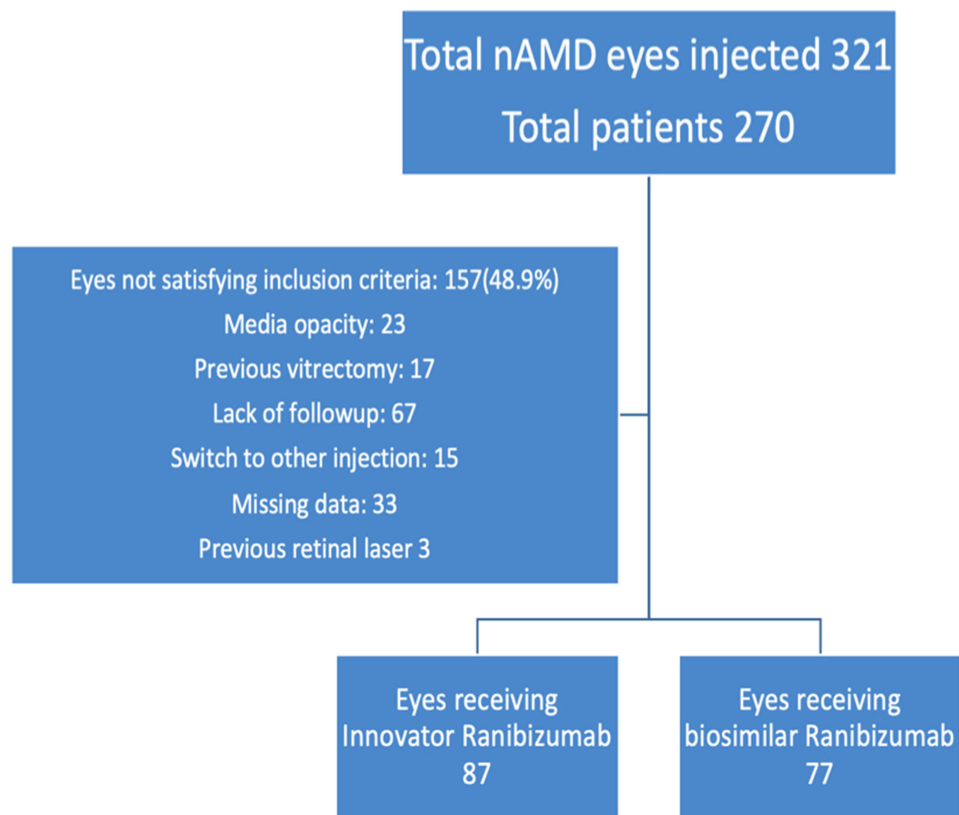 Total nAMD eyes injected 321
Total patients 270
Eyes not satisfying inclusion criteria: 157(48.9%)
Media opacity: 23
Previous vitrectomy: 17
Lack of followup: 67
Switch to other injection: 15
Missing data: 33
Previous retinal laser 3
Eyes receiving
Innovator Ranibizumab
87
Eyes receiving
biosimilar Ranibizumab
77